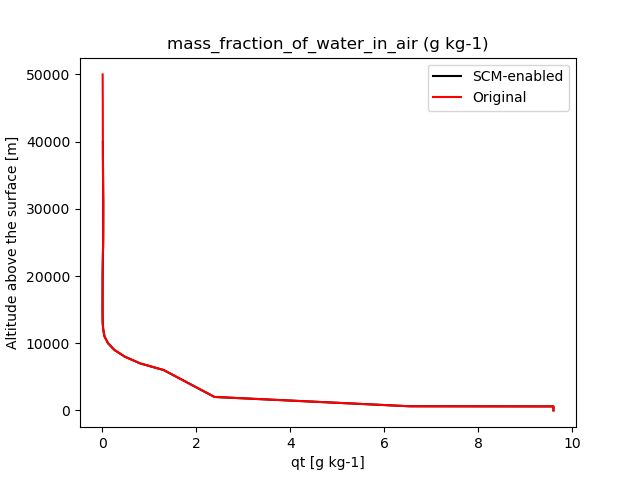 mass_fraction_of_water_in_air (g kg-1)
SCM-enabled
Original
Altitude above the surface [m]
50000
40000
30000
20000
10000
0
0 2 4 6 8 10
qt [g kg-1]